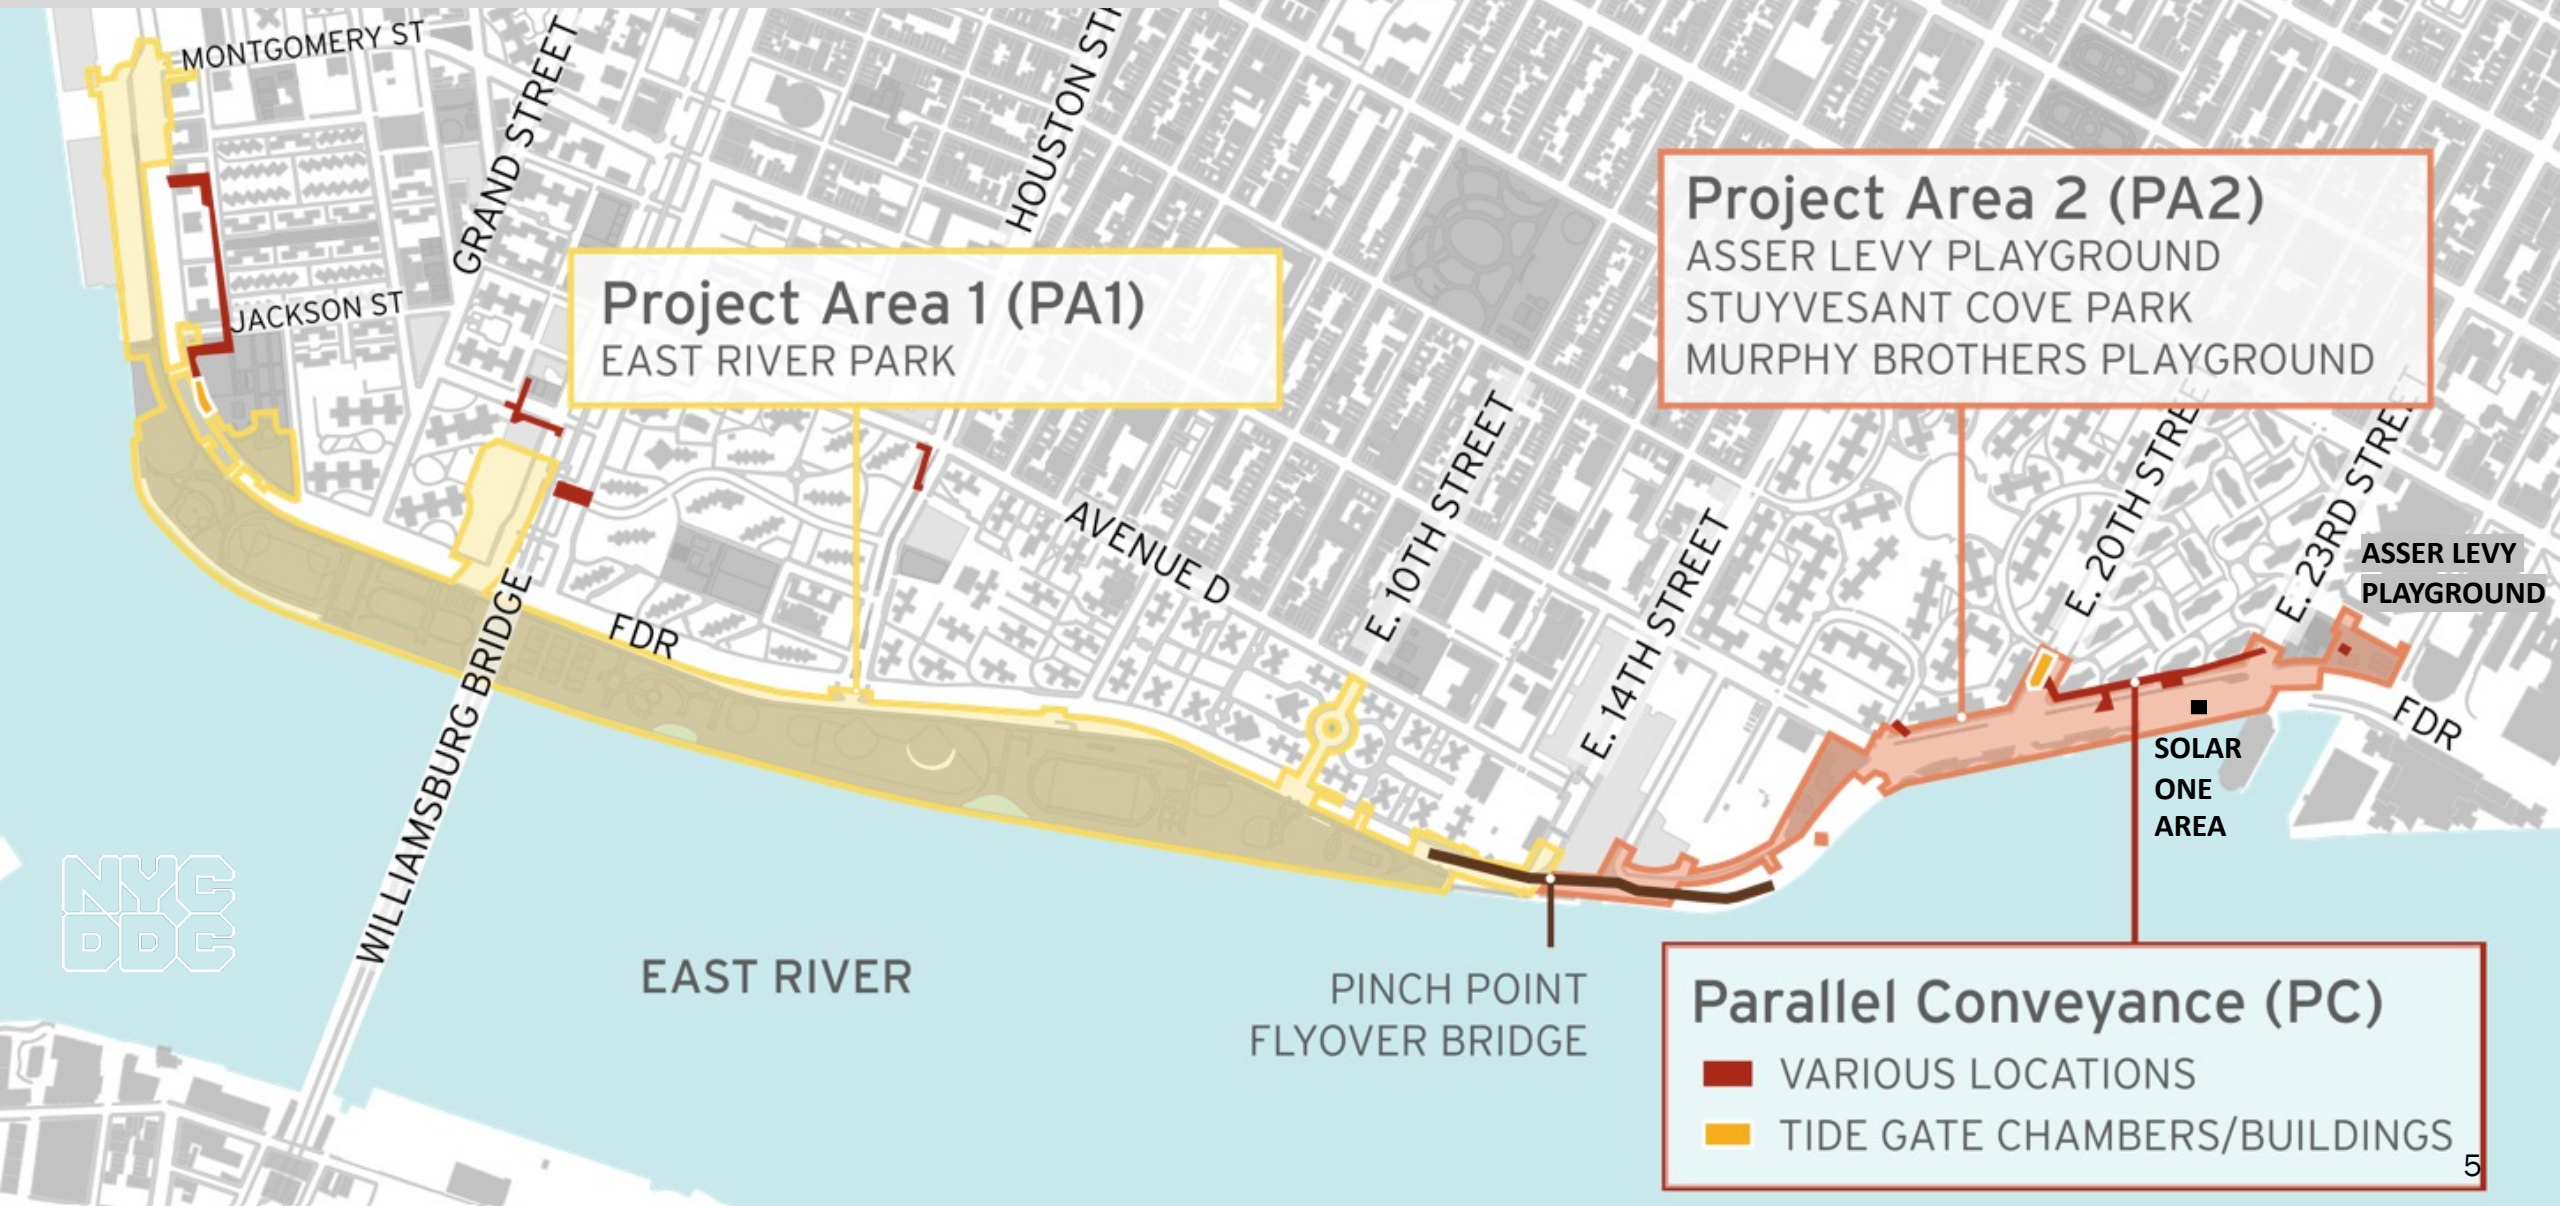 MONTGOMERY ST
GRAND STREET
HOUSTON STR
JACKSON ST
Project Area 1 (PA1)
EAST RIVER PARK
Project Area 2 (PA2)
ASSER LEVY PLAYGROUND
STUYVESANT COVE PARK
MURPHY BROTHERS PLAYGROUND
AVENUE D
E. 10TH STREET
E. 14TH STREET
E. 20TH STREE
E. 23RD STREET
ASSER LEVY
PLAYGROUND
FDR
FDR
WILLIAMSBURG BRIDGE
SOLAR
ONE
AREA
NYC
DDC
EAST RIVER
PINCH POINT
FLYOVER BRIDGE
Parallel Conveyance (PC)
VARIOUS LOCATIONS
TIDE GATE CHAMBERS/BUILDINGS
5